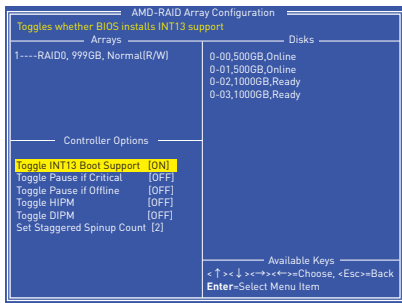 AMD-RAID Array Configuration
Toggles whether BIOS installs INT13 support
Arrays
1----RAID0, 999GB, Normal(R/W)
Disks
0-00,500GB,Online
0-01,500GB,Online
0-02,1000GB,Ready
0-03,1000GB,Ready
Controller Options
Toggle INT13 Boot Support [ON]
Toggle Pause if Critical [OFF]
Toggle Pause if Offline [OFF]
Toggle HIPM [OFF]
Toggle DIPM [OFF]
Set Staggered Spinup Count [2]
Available Keys
<↑><↓><→><←>=Choose, <Esc>=Back
Enter=Select Menu Item